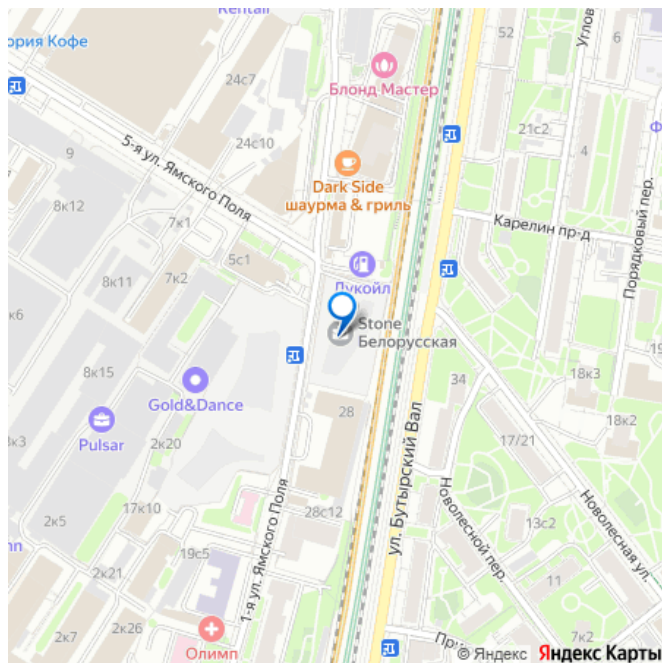 Rentall
52
6
Углов
ория Кофе
24с7
Блонд Мастер
21с2
4
5-я ул. Ямского Поля
24с10
9
Dark Side
шаурма & гриль
8к12
7к1
Карелин пр-д
Порядковый пер.
5с1
Лукойл
8к11
7к2
к6
Stone
Белорусская
8к15
34
18к3
19
Gold&Dance
28
18к2
Pulsar
2к20
17/21
к3
17к10
ул. Бутырский Вал
Новолесной пер.
Новолесная ул.
2к5
28с12
13с2
1-я ул. Ямского Поля
19с5
2к21
11
2к7
2к26
Олимп
7к2
© Яндекс Яндекс Карты